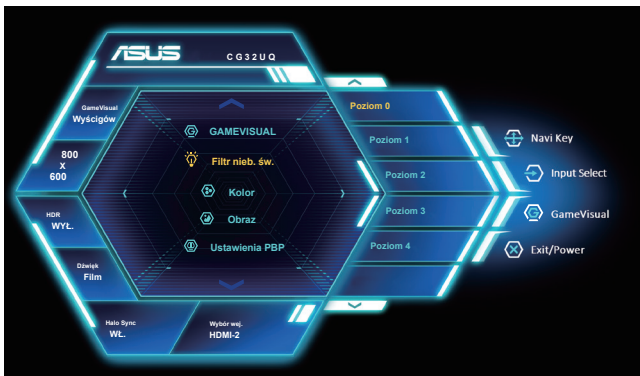 ASUS
CG32UQ
GameVisual
Wyścigów
800
X
600
HDR
WYŁ.
Dźwięk
Film
Halo Sync
WŁ.
Wybór wej.
HDMI-2
GAMEVISUAL
Filtr nieb. św.
Kolor
Obraz
Ustawienia PBP
Poziom 0
Poziom 1
Poziom 2
Poziom 3
Poziom 4
Navi Key
Input Select
GameVisual
Exit/Power